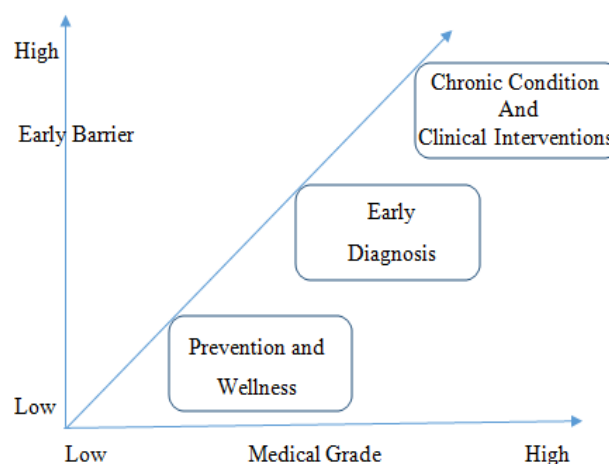 High
Chronic Condition
And
Clinical Interventions
Early Barrier
Early
Diagnosis
Prevention and
Wellness
Low
Low Medical Grade High